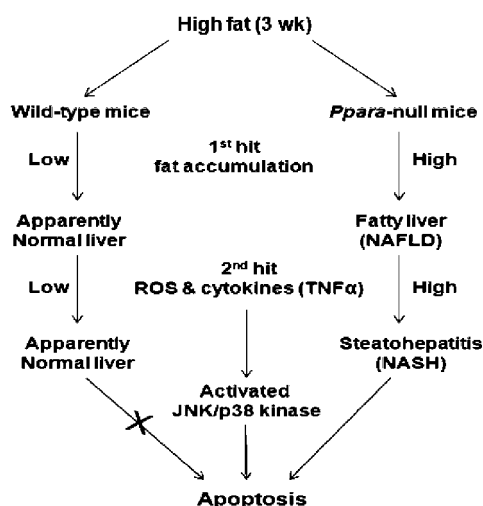 High fat (3 wk)
Wild-type mice
Ppara-null mice
1st hit
fat accumulation
Low
High
Apparently
Normal liver
Fatty liver
(NAFLD)
2nd hit
ROS & cytokines (TNFα)
Low
High
Apparently
Normal liver
Steatohepatitis
(NASH)
Activated
JNK/p38 kinase
X
Apoptosis